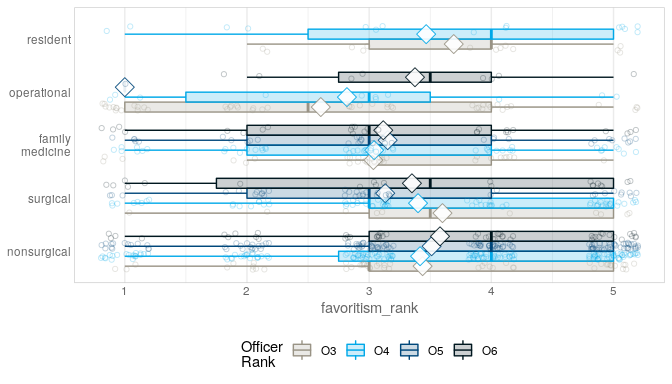 resident
operational
family
medicine
surgical
nonsurgical
1 2 3 4 5
favoritism_rank
Officer
Rank
O3 O4 O5 O6